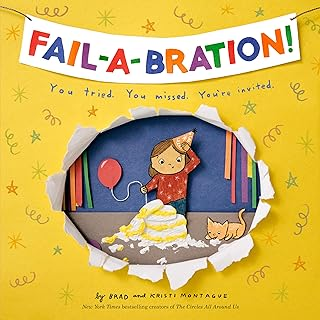 FAIL-A-BRATION!
You tried. You missed. You're invited.
by BRAD and KRISTI MONTAGUE
New York Times bestselling creators of The Circles All Around Us